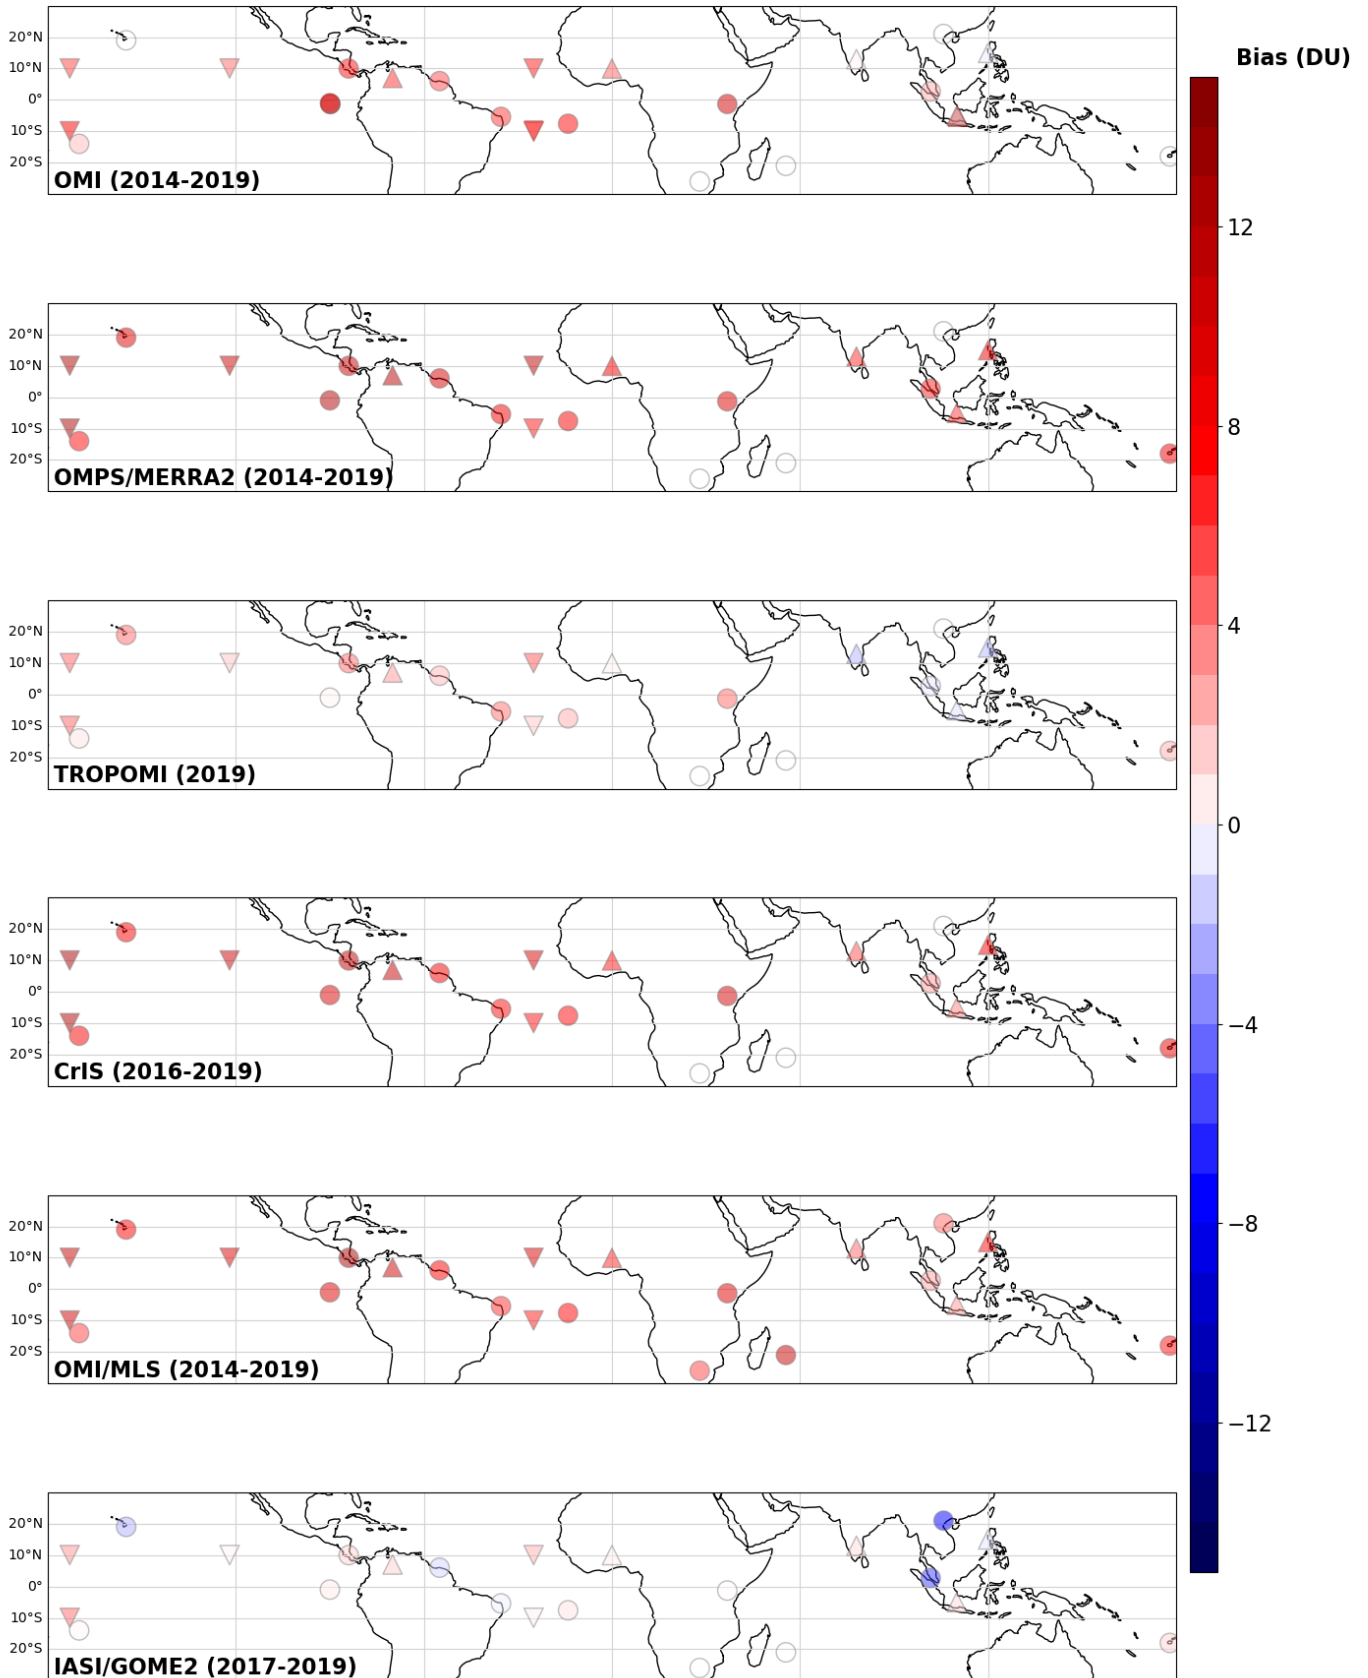 Bias (DU)
20°N
10°N
0°
10°S
20°S
OMI (2014-2019)
20°N
10°N
0°
10°S
20°S
OMPS/MERRA2 (2014-2019)
20°N
10°N
0°
10°S
20°S
TROPOMI (2019)
20°N
10°N
0°
10°S
20°S
CrIS (2016-2019)
20°N
10°N
0°
10°S
20°S
OMI/MLS (2014-2019)
20°N
10°N
0°
10°S
20°S
IASI/GOME2 (2017-2019)
12
8
4
0
−4
−8
−12